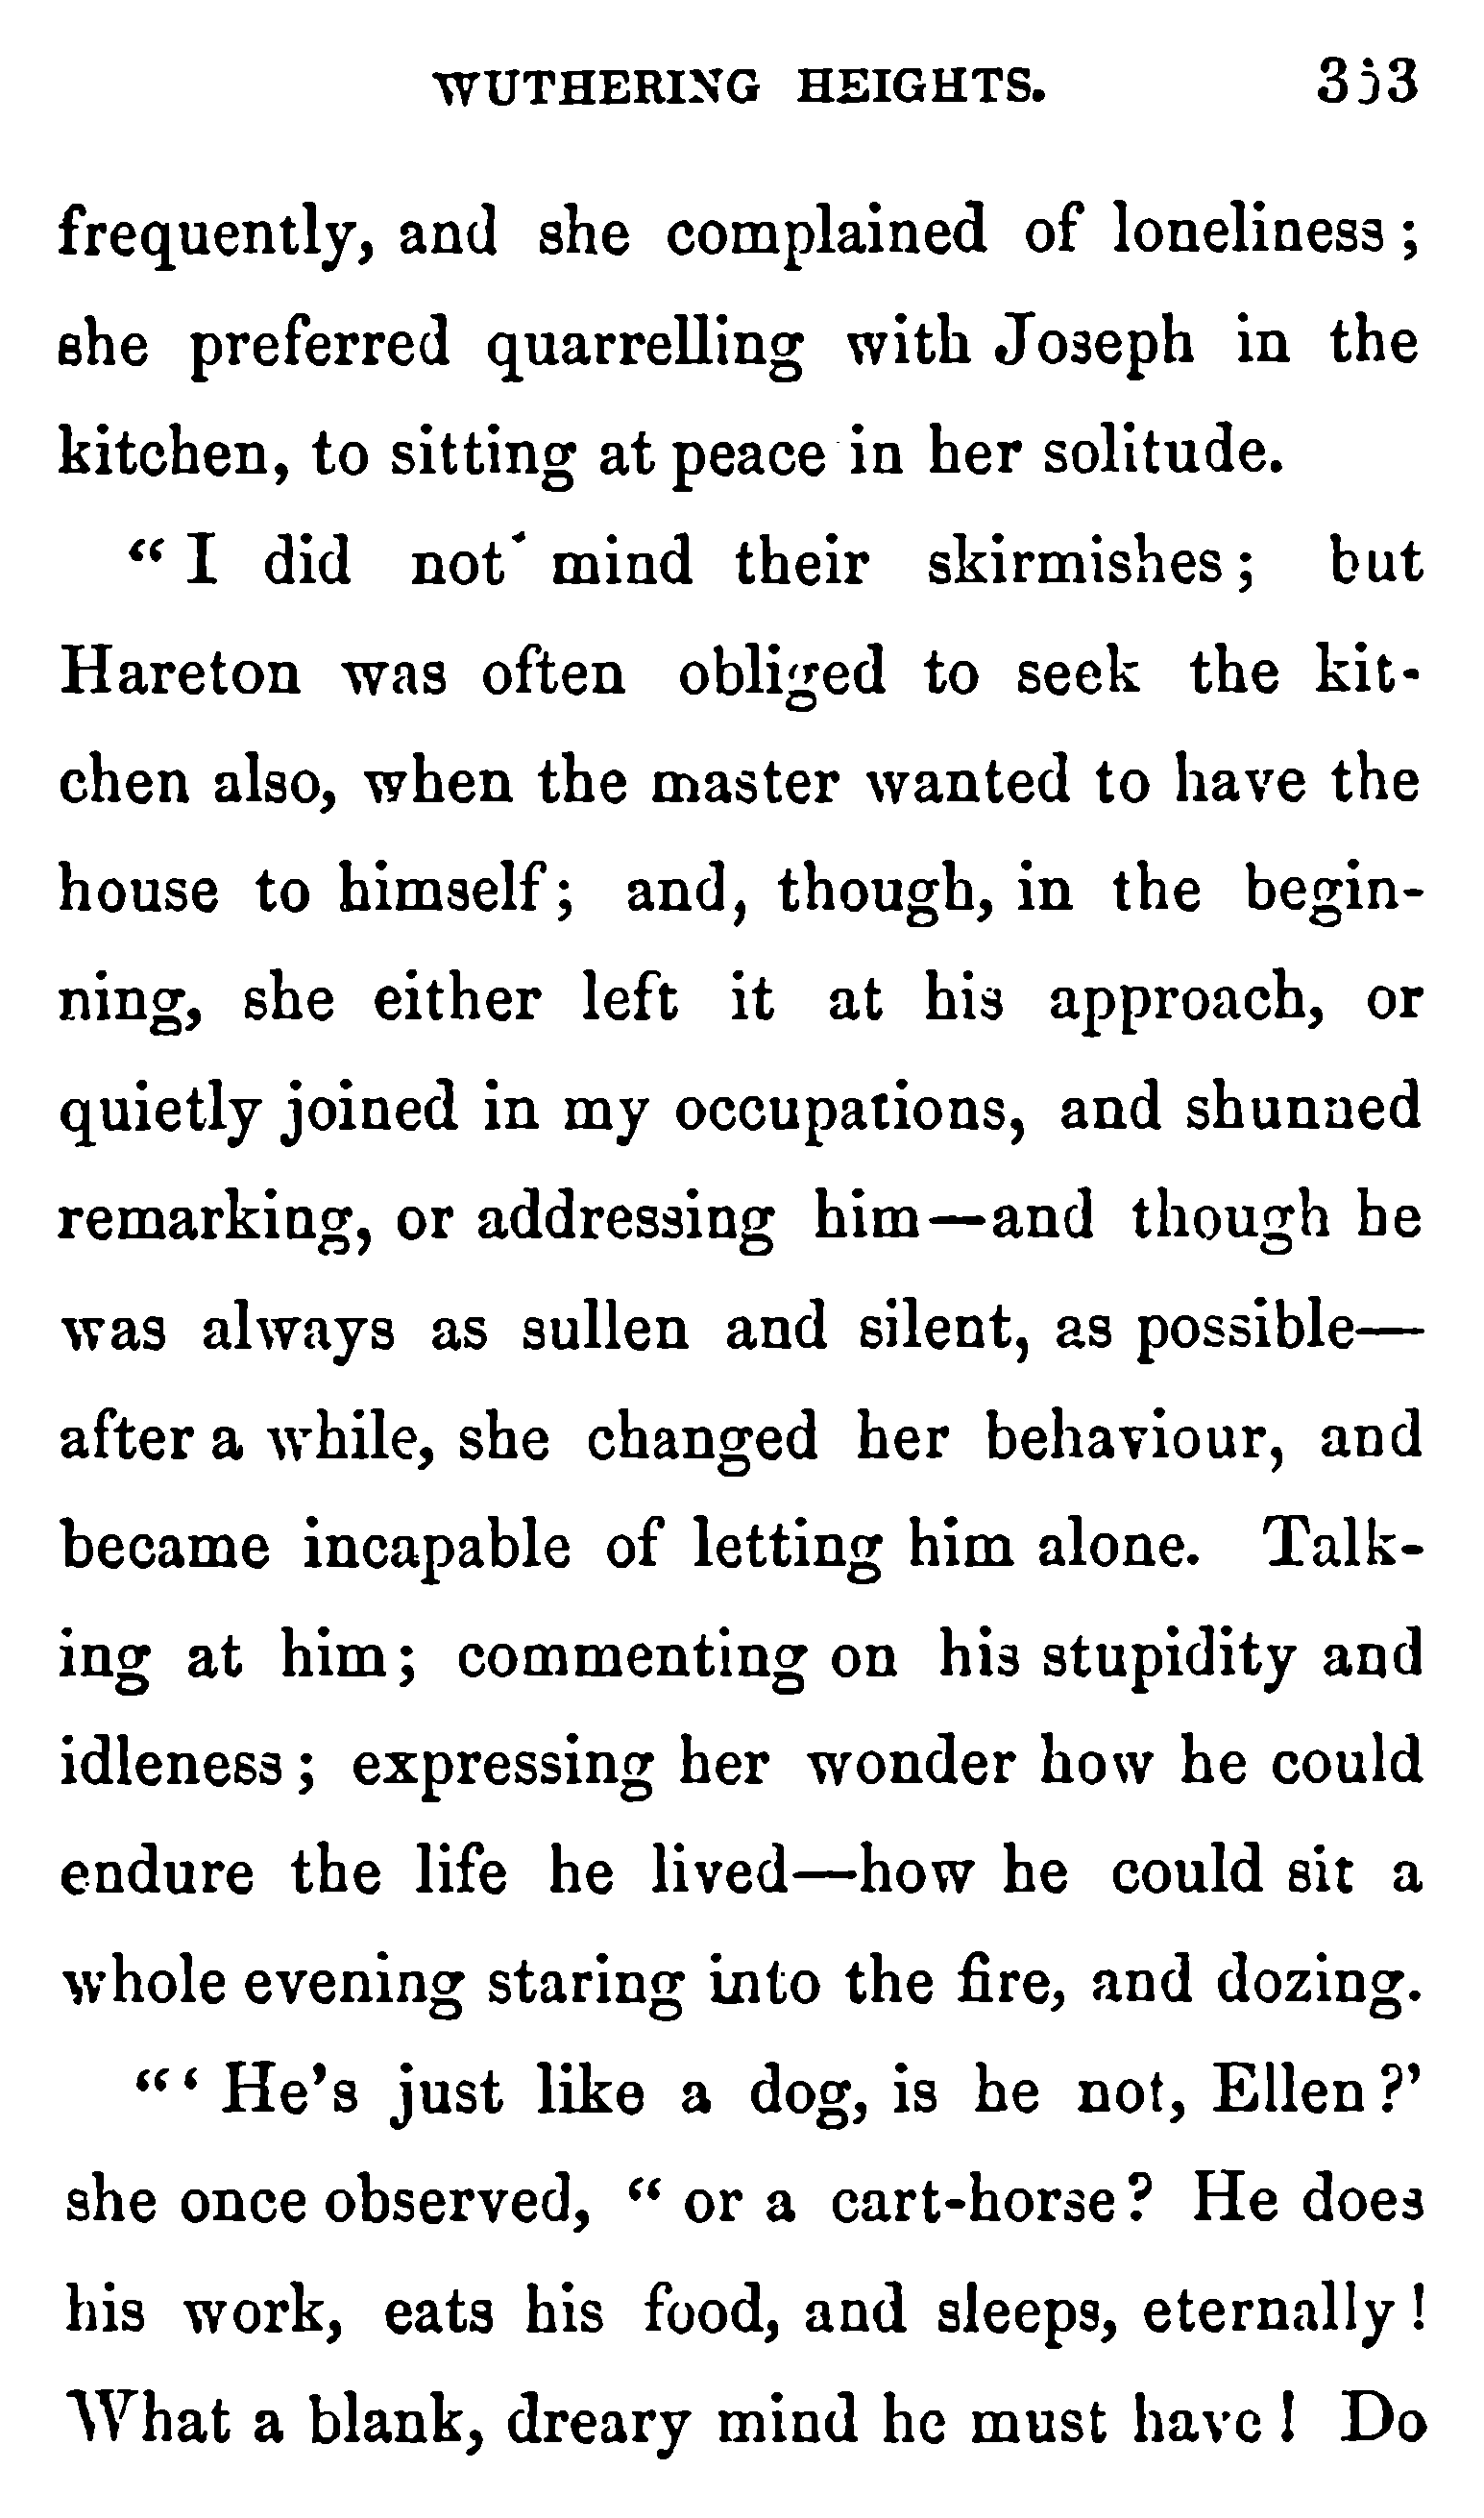 WUTHERING HEIGHTS. 353
frequently, and she complained of loneliness;
she preferred quarrelling with Joseph in the
kitchen, to sitting at peace in her solitude.
“I did not mind their skirmishes; but
Hareton was often obliged to seek the kit-
chen also, when the master wanted to have the
house to himself; and, though, in the begin-
ning, she either left it at his approach, or
quietly joined in my occupations, and shunned
remarking, or addressing him—and though he
was always as sullen and silent, as possible—
after a while, she changed her behaviour, and
became incapable of letting him alone. Talk-
ing at him; commenting on his stupidity and
idleness; expressing her wonder how he could
endure the life he lived—how he could sit a
whole evening staring into the fire, and dozing.
“‘He’s just like a dog, is he not, Ellen?’
she once observed, “or a cart-horse? He does
his work, eats his food, and sleeps, eternally!
What a blank, dreary mind he must have! Do